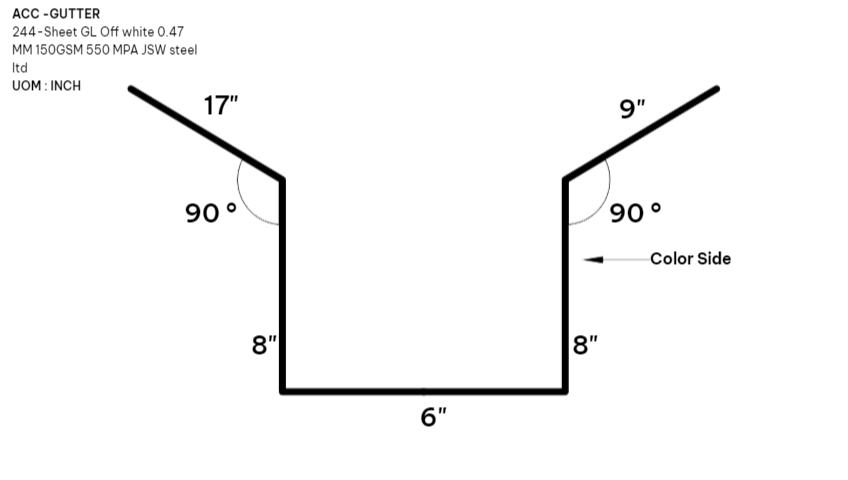 ACC -GUTTER
244-Sheet GL Off white 0.47
MM 150GSM 550 MPA JSW steel
ltd
UOM : INCH
17"
9"
90°
90°
Color Side
8"
8"
6"